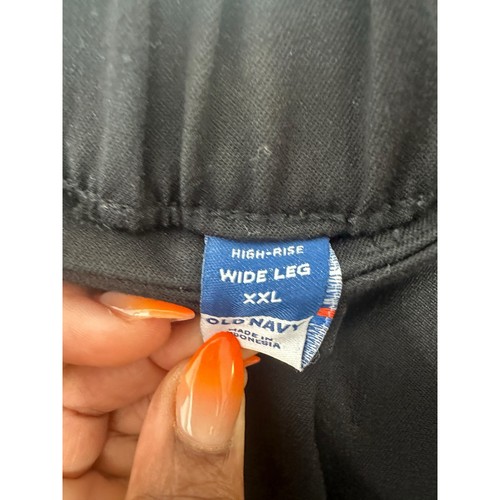 HIGH-RISE
WIDE LEG
XXL
OLD NAVY
MADE IN
INDONESIA